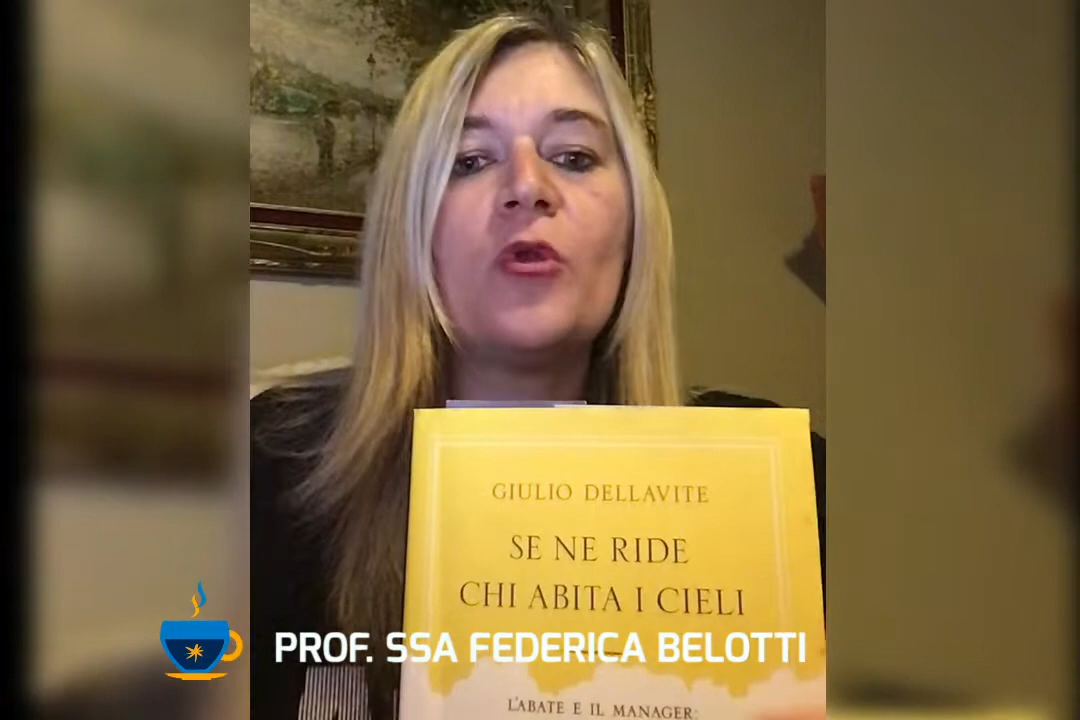 GIULIO DELLAVITE
SE NE RIDE
CHI ABITA I CIELI
PROF. SSA FEDERICA BELOTTI
L'ABATE E IL MANAGER: